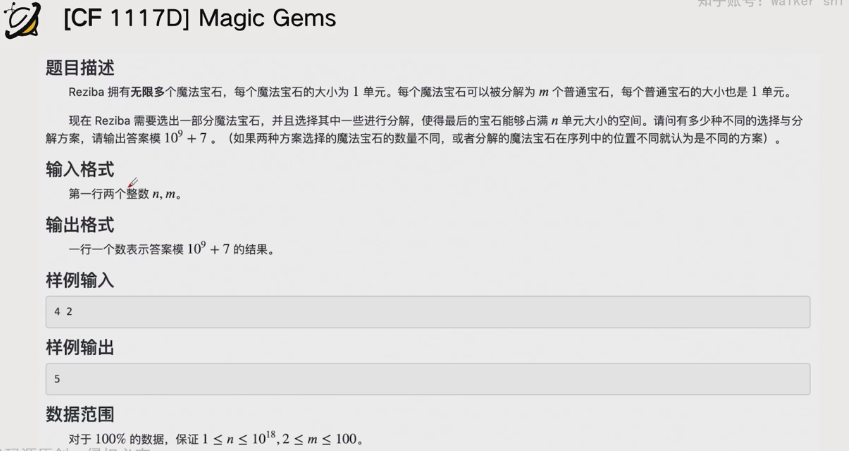 知乎账号：Walker shi
[CF 1117D] Magic Gems
题目描述
Reziba 拥有无限多个魔法宝石，每个魔法宝石的大小为 1 单元。每个魔法宝石可以被分解为 m 个普通宝石，每个普通宝石的大小也是 1 单元。
现在 Reziba 需要选出一部分魔法宝石，并且选择其中一些进行分解，使得最后的宝石能够占满 n 单元大小的空间。请问有多少种不同的选择与分
解方案，请输出答案模 10⁹ + 7 。（如果两种方案选择的魔法宝石的数量不同，或者分解的魔法宝石在序列中的位置不同就认为是不同的方案）。
输入格式
第一行两个整数 n, m。
输出格式
一行一个数表示答案模 10⁹ + 7 的结果。
样例输入
4 2
样例输出
5
数据范围
对于 100% 的数据，保证 1 ≤ n ≤ 10¹⁸, 2 ≤ m ≤ 100。